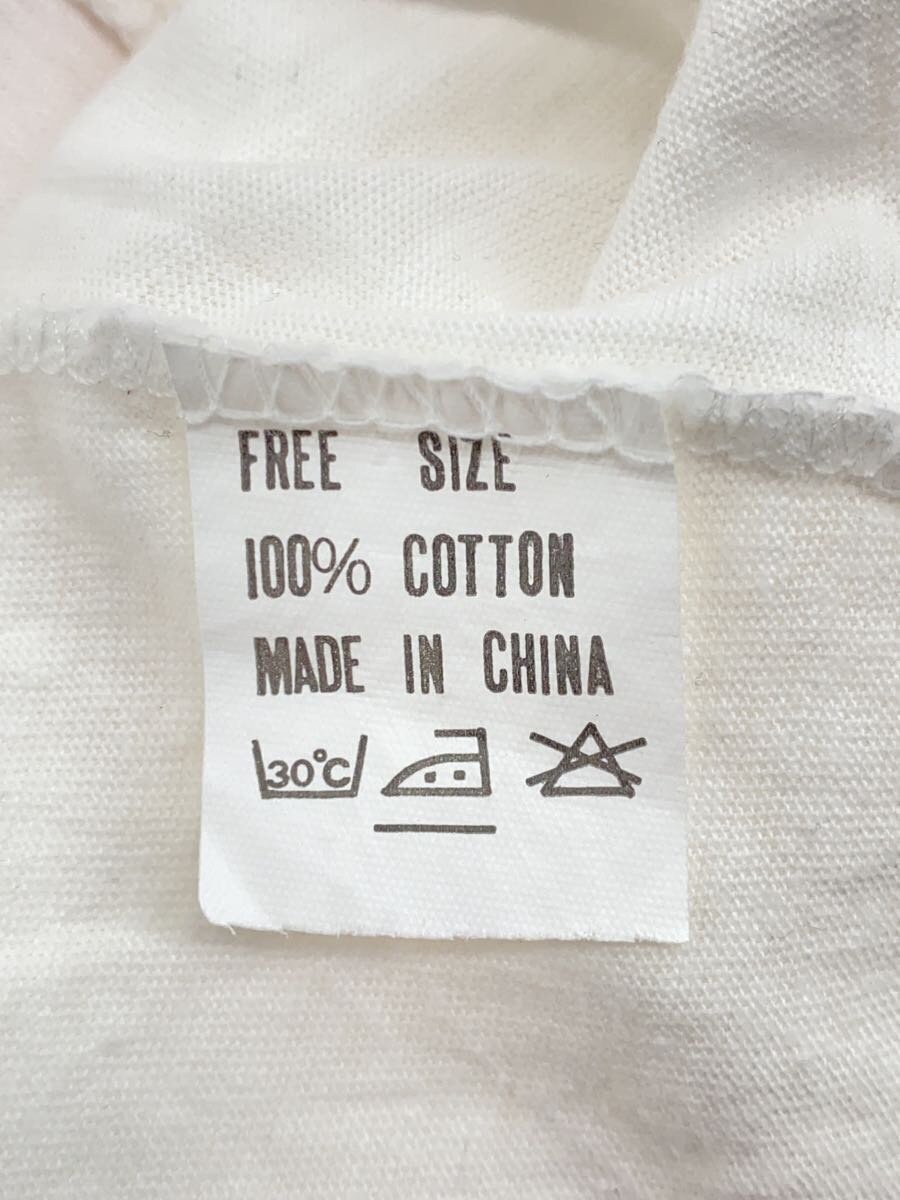 FREE SIZE
100% COTTON
MADE IN CHINA
30°C